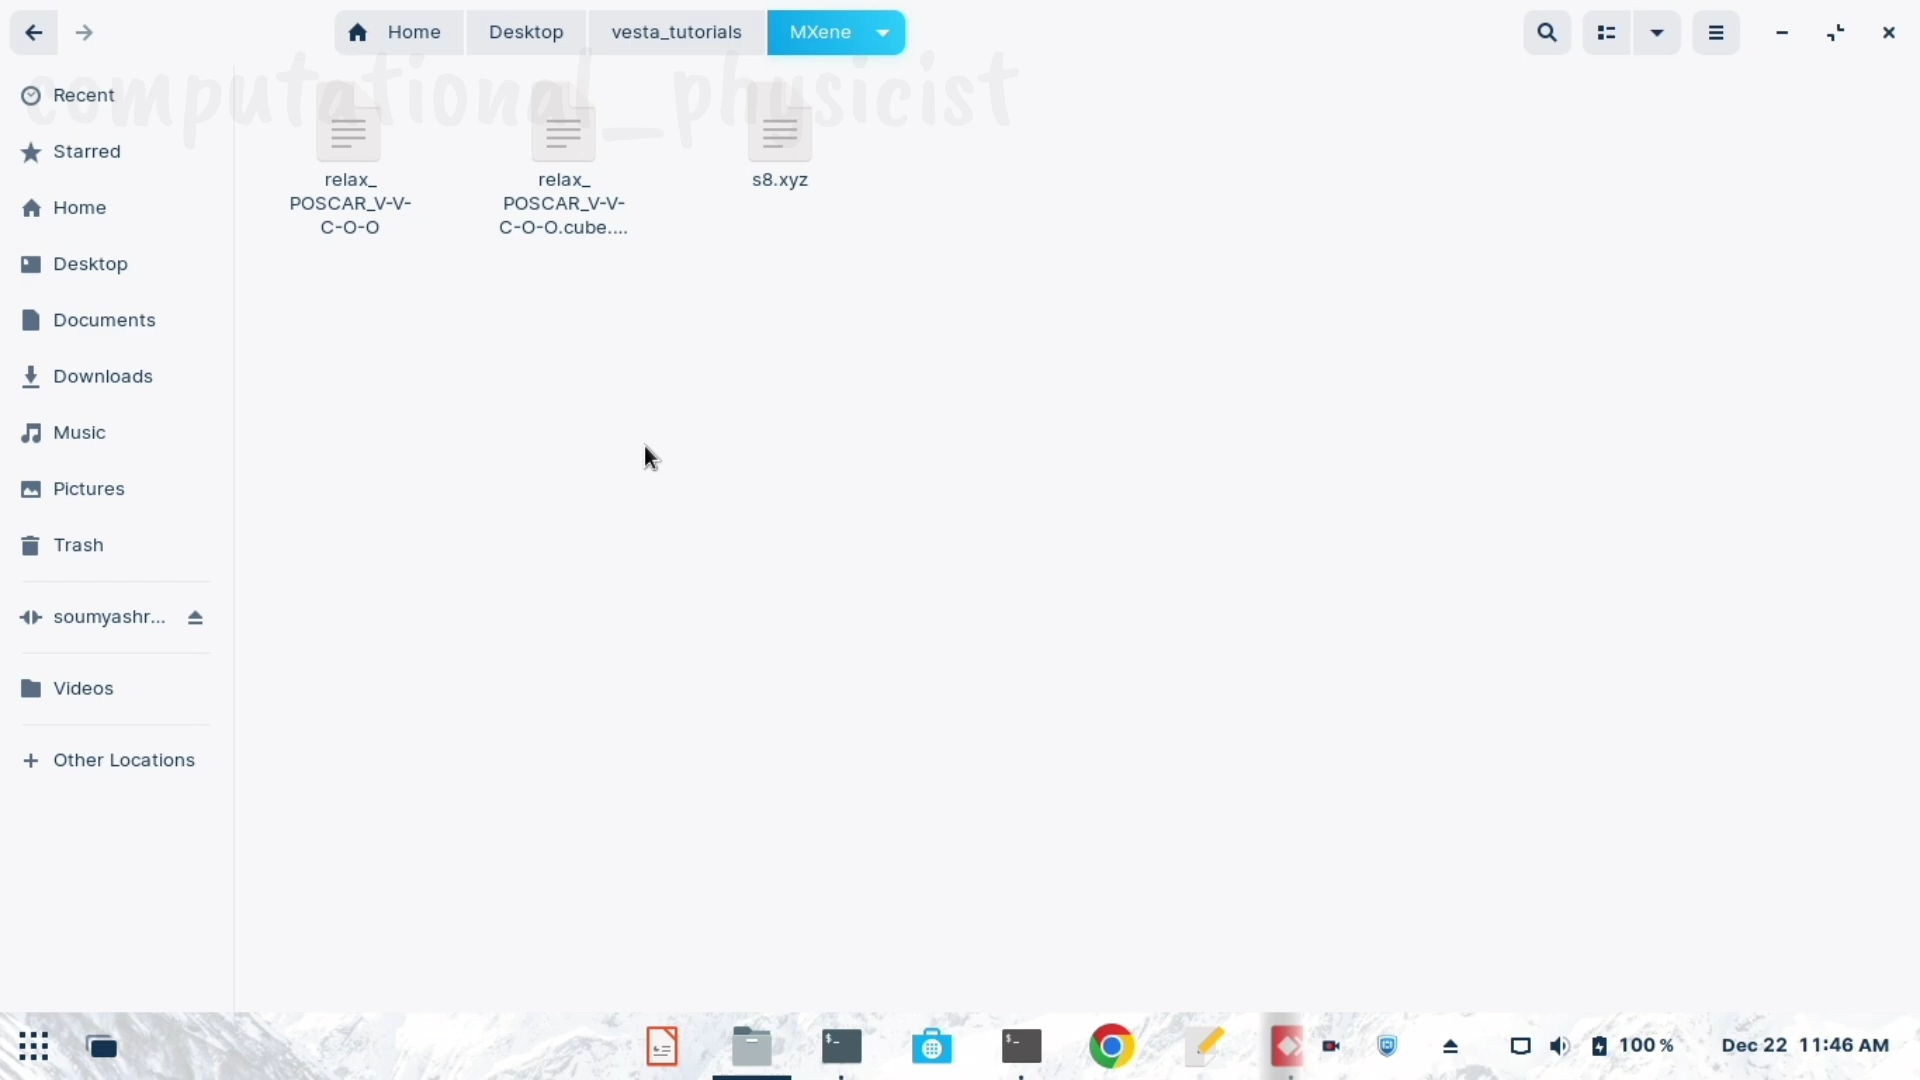 Home Desktop vesta_tutorials MXene
computational_physicist
Recent
Starred
Home
Desktop
Documents
Downloads
Music
Pictures
Trash
soumyashr...
Videos
Other Locations
relax_
POSCAR_V-V-
C-O-O
relax_
POSCAR_V-V-
C-O-O.cube....
s8.xyz
100 % Dec 22 11:46 AM